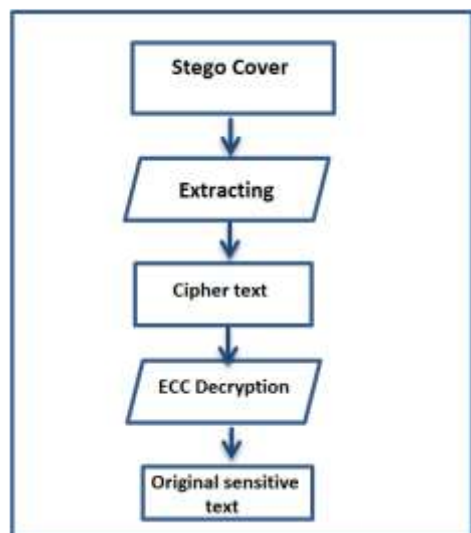 Stego Cover
Extracting
Cipher text
ECC Decryption
Original sensitive
text